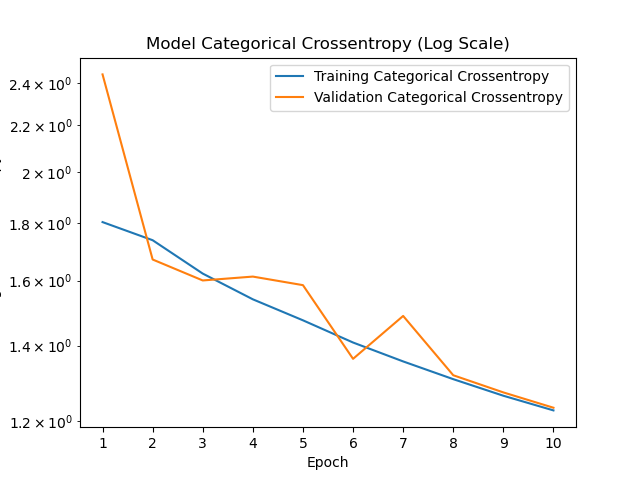 Model Categorical Crossentropy (Log Scale)
Training Categorical Crossentropy
Validation Categorical Crossentropy
2.4 × 10⁰
2.2 × 10⁰
2 × 10⁰
1.8 × 10⁰
1.6 × 10⁰
1.4 × 10⁰
1.2 × 10⁰
1 2 3 4 5 6 7 8 9 10
Epoch